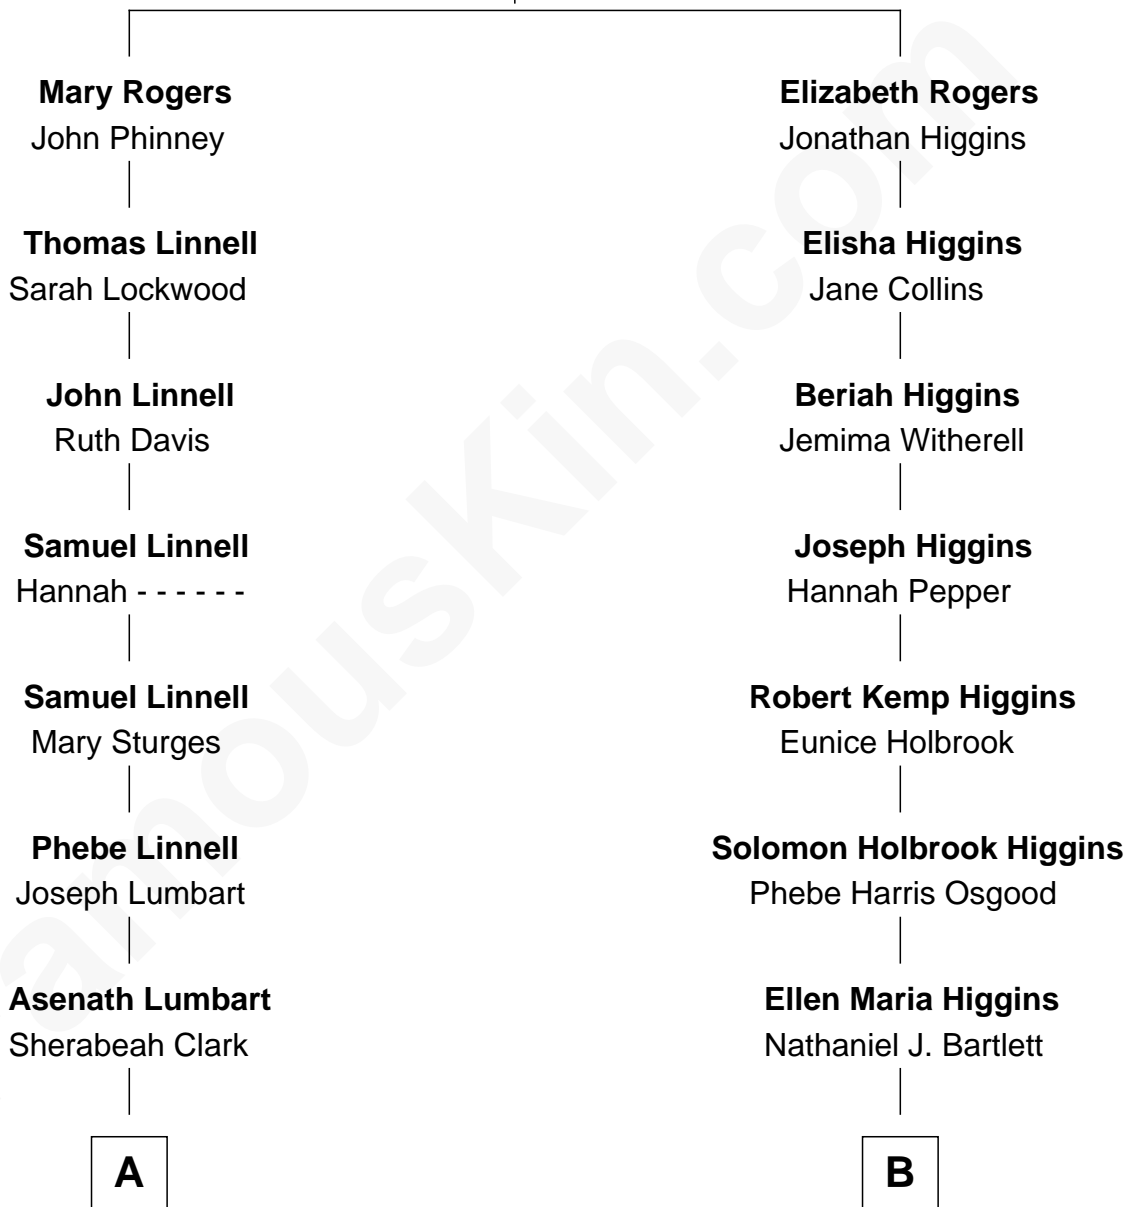 Mary Rogers
John Phinney
Thomas Linnell
Sarah Lockwood
John Linnell
Ruth Davis
Samuel Linnell
Hannah - - - - - -
Samuel Linnell
Mary Sturges
Phebe Linnell
Joseph Lumbart
Asenath Lumbart
Sherabeah Clark
A
Elizabeth Rogers
Jonathan Higgins
Elisha Higgins
Jane Collins
Beriah Higgins
Jemima Witherell
Joseph Higgins
Hannah Pepper
Robert Kemp Higgins
Eunice Holbrook
Solomon Holbrook Higgins
Phebe Harris Osgood
Ellen Maria Higgins
Nathaniel J. Bartlett
B
amousKin.com